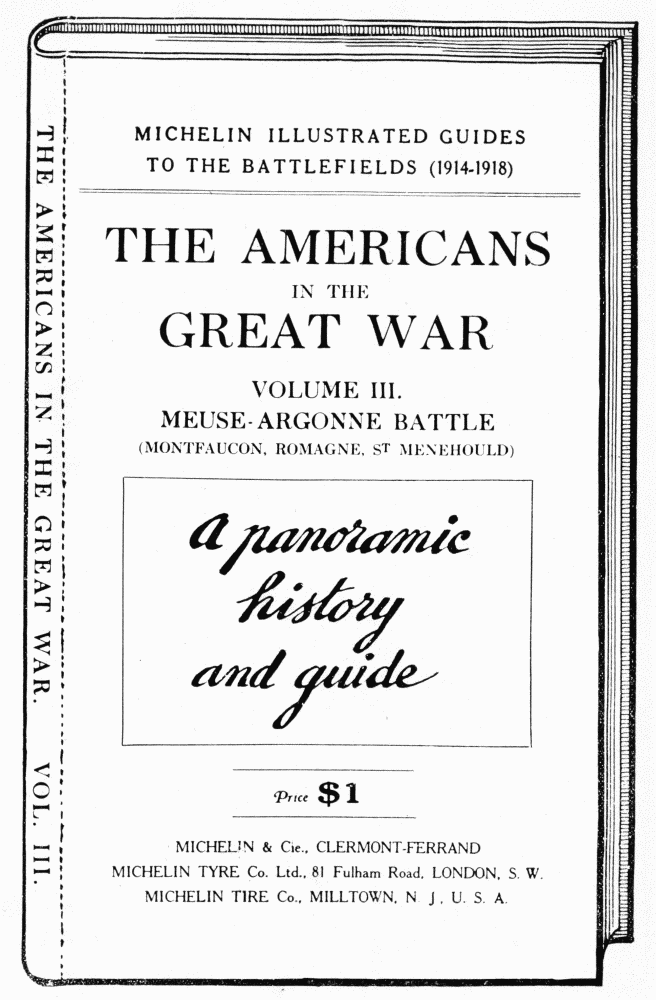 MICHELIN ILLUSTRATED GUIDES
TO THE BATTLEFIELDS (1914-1918)
THE AMERICANS
IN THE
GREAT WAR
VOLUME III.
MEUSE-ARGONNE BATTLE
(MONTFAUCON, ROMAGNE, ST MENEHOULD)
A panoramic
history
and guide
Price $1
MICHELIN & Cie., CLERMONT-FERRAND
MICHELIN TYRE Co. Ltd., 81 Fulham Road, LONDON, S. W.
MICHELIN TIRE Co., MILLTOWN, N J, U. S. A.
THE AMERICANS IN THE GREAT WAR. VOL. III.